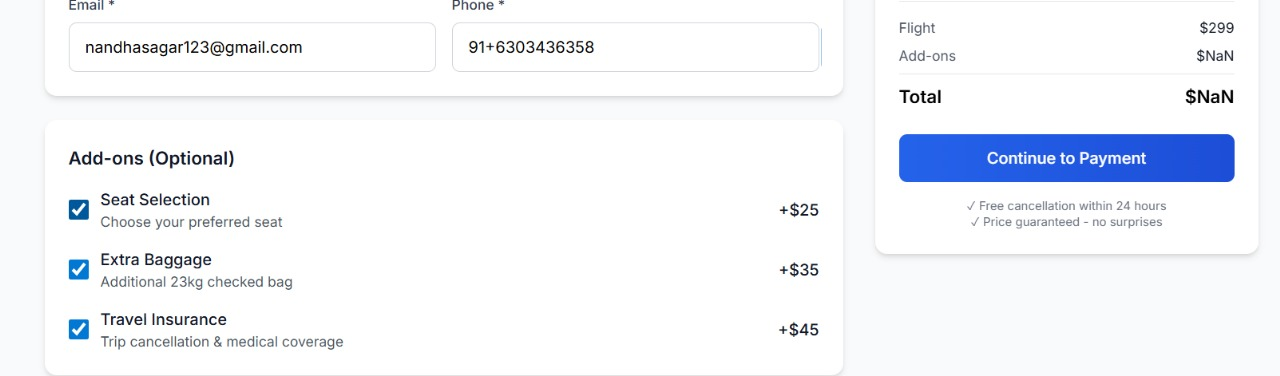 Email *
Phone *
nandhasagar123@gmail.com
91+6303436358
Add-ons (Optional)
Seat Selection
Choose your preferred seat
+$25
Extra Baggage
Additional 23kg checked bag
+$35
Travel Insurance
Trip cancellation & medical coverage
+$45
Flight
$299
Add-ons
$NaN
Total
$NaN
Continue to Payment
✓ Free cancellation within 24 hours
✓ Price guaranteed - no surprises